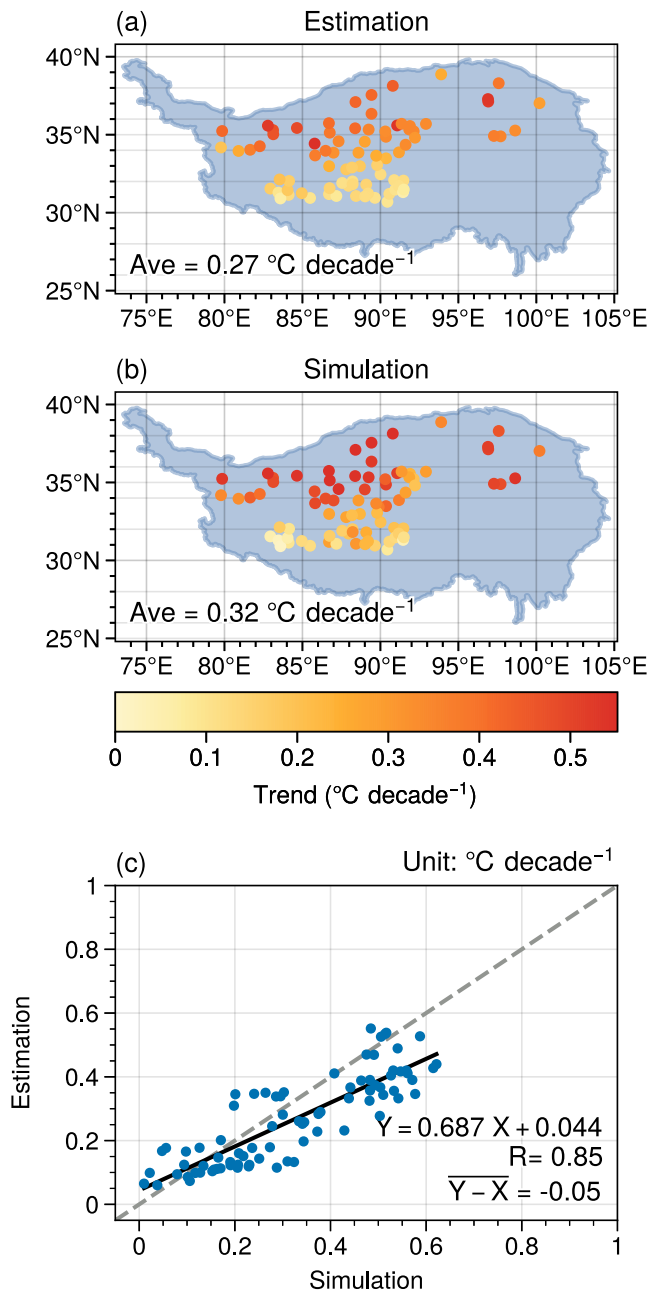 (a) Estimation
40°N
35°N
30°N
25°N
Ave = 0.27 °C decade⁻¹
75°E 80°E 85°E 90°E 95°E 100°E 105°E
(b) Simulation
40°N
35°N
30°N
25°N
Ave = 0.32 °C decade⁻¹
75°E 80°E 85°E 90°E 95°E 100°E 105°E
0 0.1 0.2 0.3 0.4 0.5
Trend (°C decade⁻¹)
(c) Unit: °C decade⁻¹
1
0.8
0.6
0.4
0.2
0
Estimation
Y = 0.687 X + 0.044
R= 0.85
Y − X = -0.05
0 0.2 0.4 0.6 0.8 1
Simulation